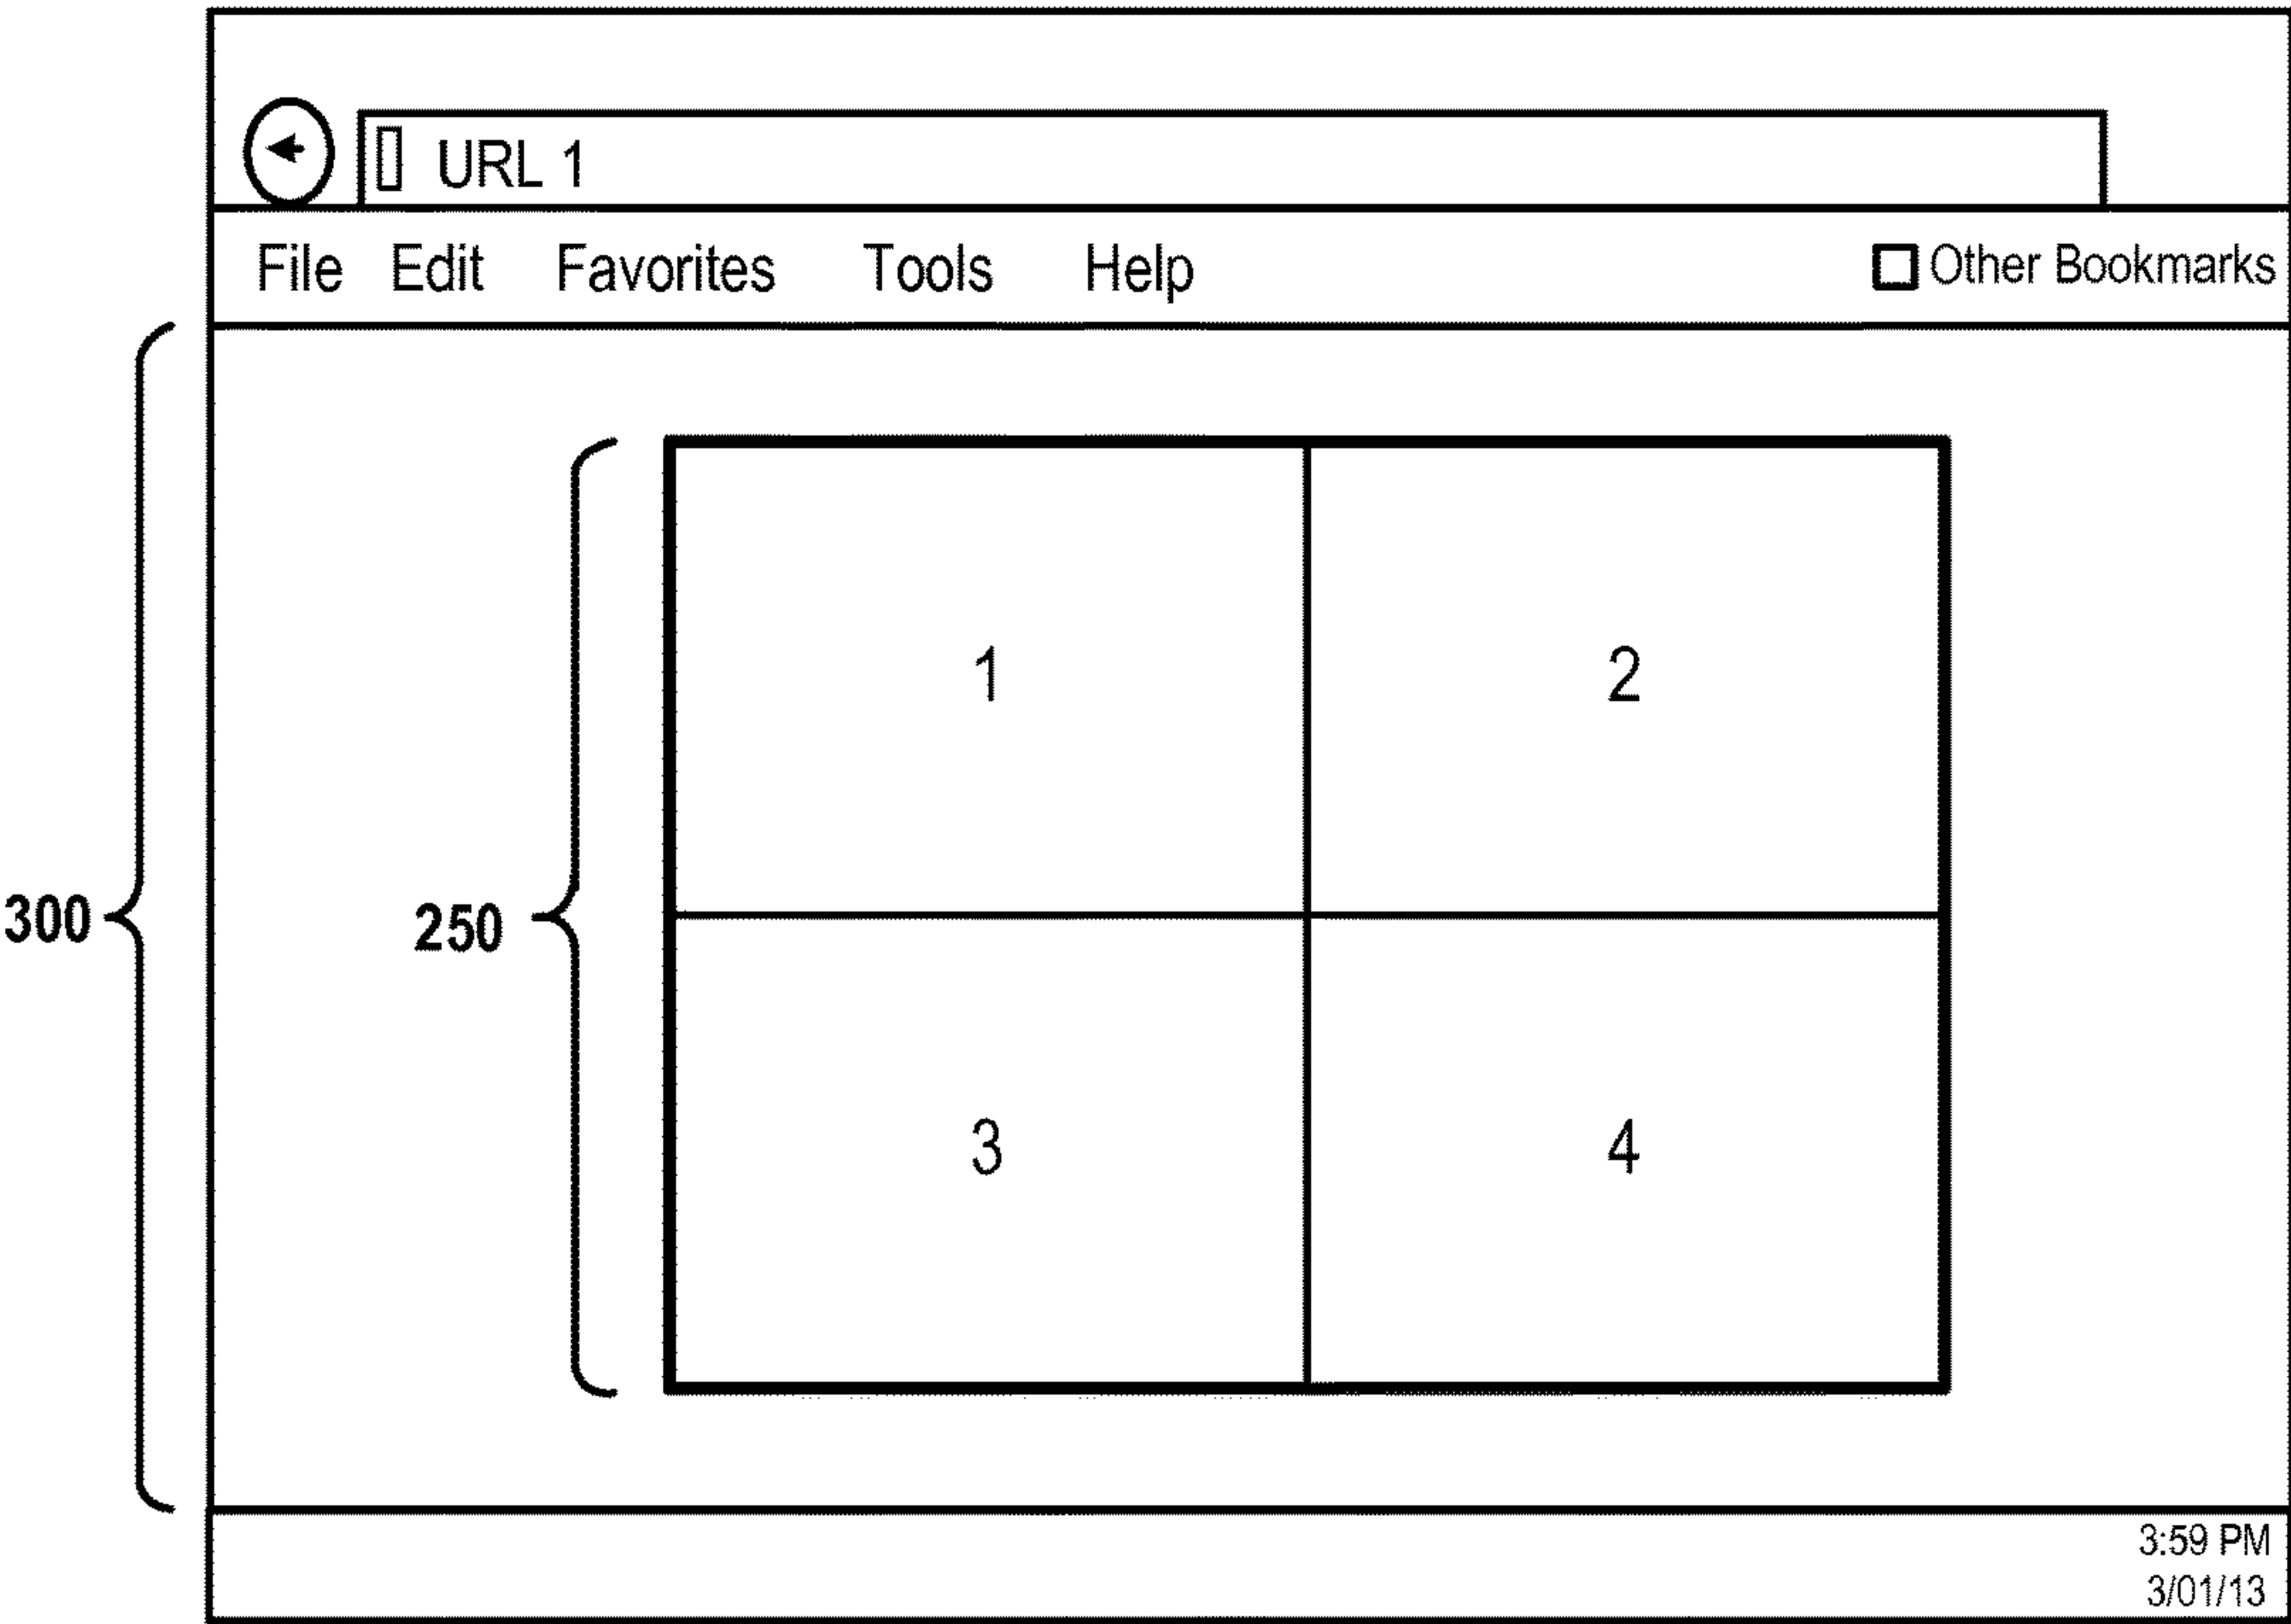 URL 1
File Edit Favorites Tools Help Other Bookmarks
1 2
300 250
3 4
3:59 PM
3/01/13